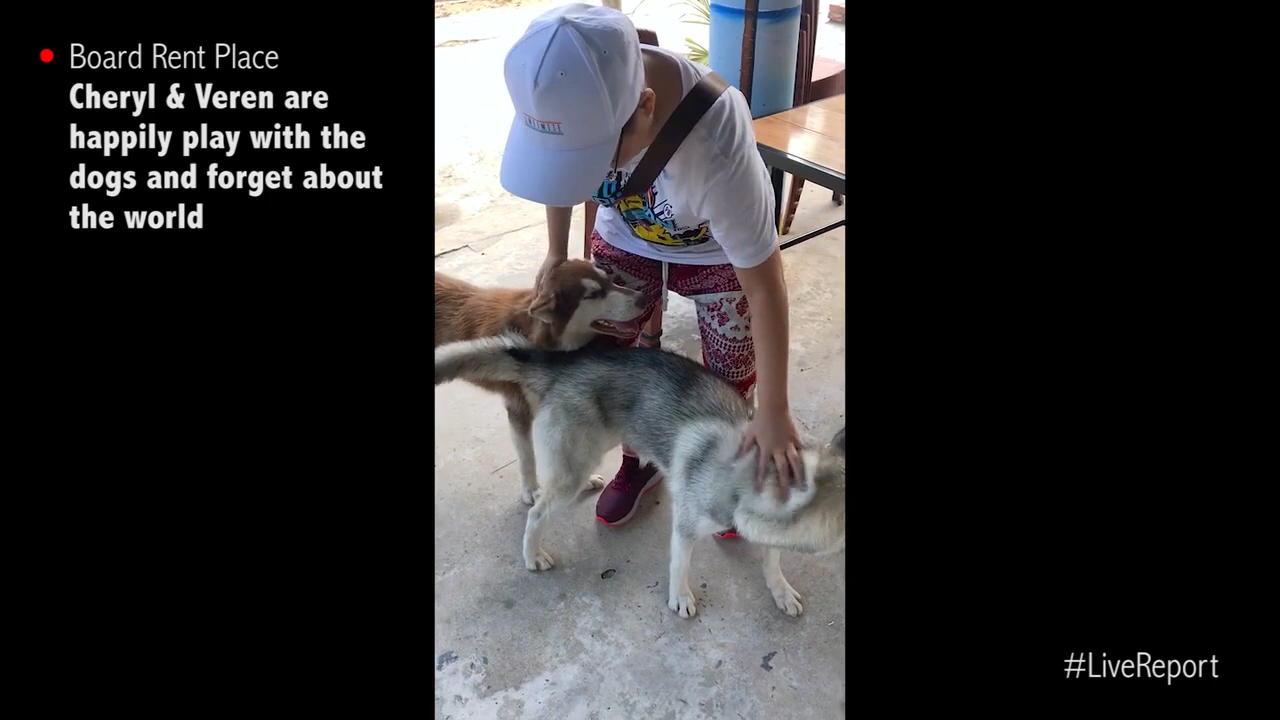 Board Rent Place
Cheryl & Veren are
happily play with the
dogs and forget about
the world
#LiveReport